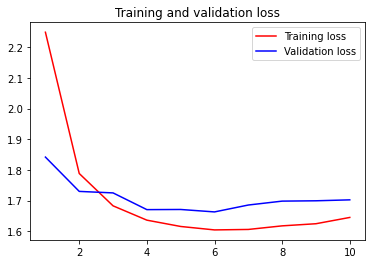 Training and validation loss
Training loss
Validation loss
2.2
2.1
2.0
1.9
1.8
1.7
1.6
2 4 6 8 10